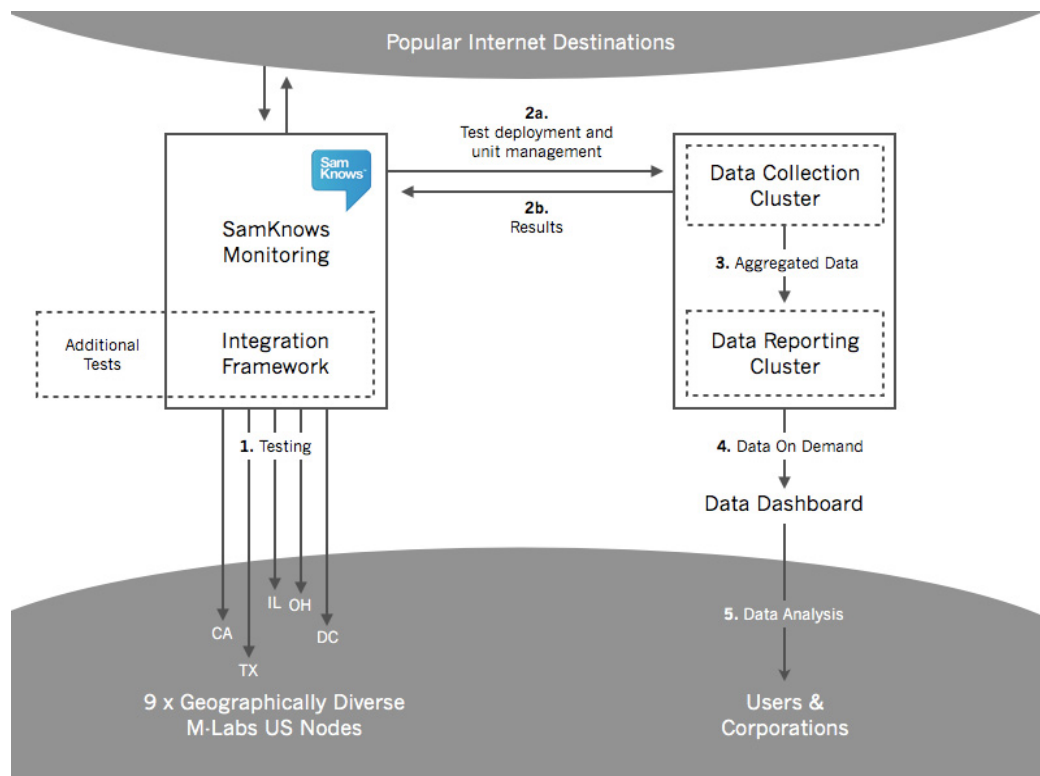 Popular Internet Destinations
2a.
Test deployment and
unit management
Sam
Knows™
SamKnows
Monitoring
2b.
Results
Data Collection
Cluster
3. Aggregated Data
Additional
Tests
Integration
Framework
Data Reporting
Cluster
1. Testing
4. Data On Demand
Data Dashboard
IL
OH
CA
DC
TX
5. Data Analysis
9 x Geographically Diverse
M·Labs US Nodes
Users &
Corporations